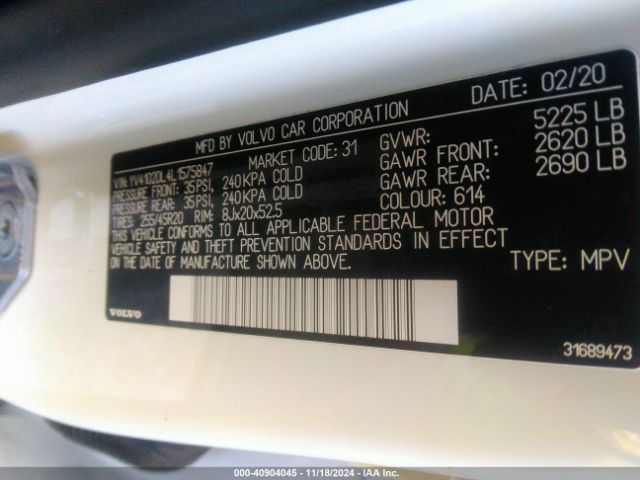 DATE: 02/20
MFD BY VOLVO CAR CORPORATION
GVWR: 5225 LB
MARKET CODE: 31 GAWR FRONT: 2620 LB
VIN: YV4102DL4L1575847 GAWR REAR: 2690 LB
PRESSURE FRONT: 35PSI, 240KPA COLD COLOUR: 614
PRESSURE REAR: 35PSI, 240KPA COLD
TIRES: 255/45R20 RIM: 8Jx20x52.5
THIS VEHICLE CONFORMS TO ALL APPLICABLE FEDERAL MOTOR
VEHICLE SAFETY AND THEFT PREVENTION STANDARDS IN EFFECT
ON THE DATE OF MANUFACTURE SHOWN ABOVE. TYPE: MPV
VOLVO
31689473
000-40904045 - 11/18/2024 - IAA Inc.